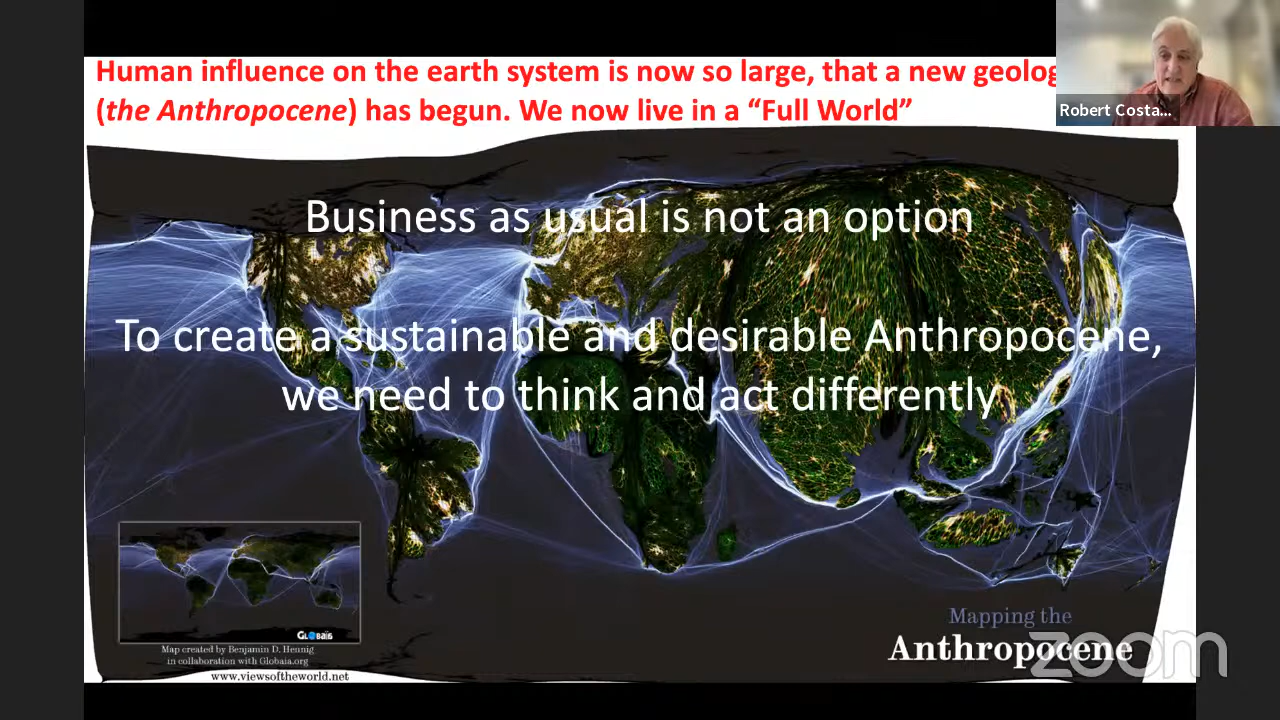 Human influence on the earth system is now so large, that a new geolog
(the Anthropocene) has begun. We now live in a “Full World”
Robert Costa...
Business as usual is not an option
To create a sustainable and desirable Anthropocene,
we need to think and act differently
GLOBAÏA
Map created by Benjamin D. Hennig
in collaboration with Globaia.org
www.viewsoftheworld.net
Mapping the
Anthropocene
zoom